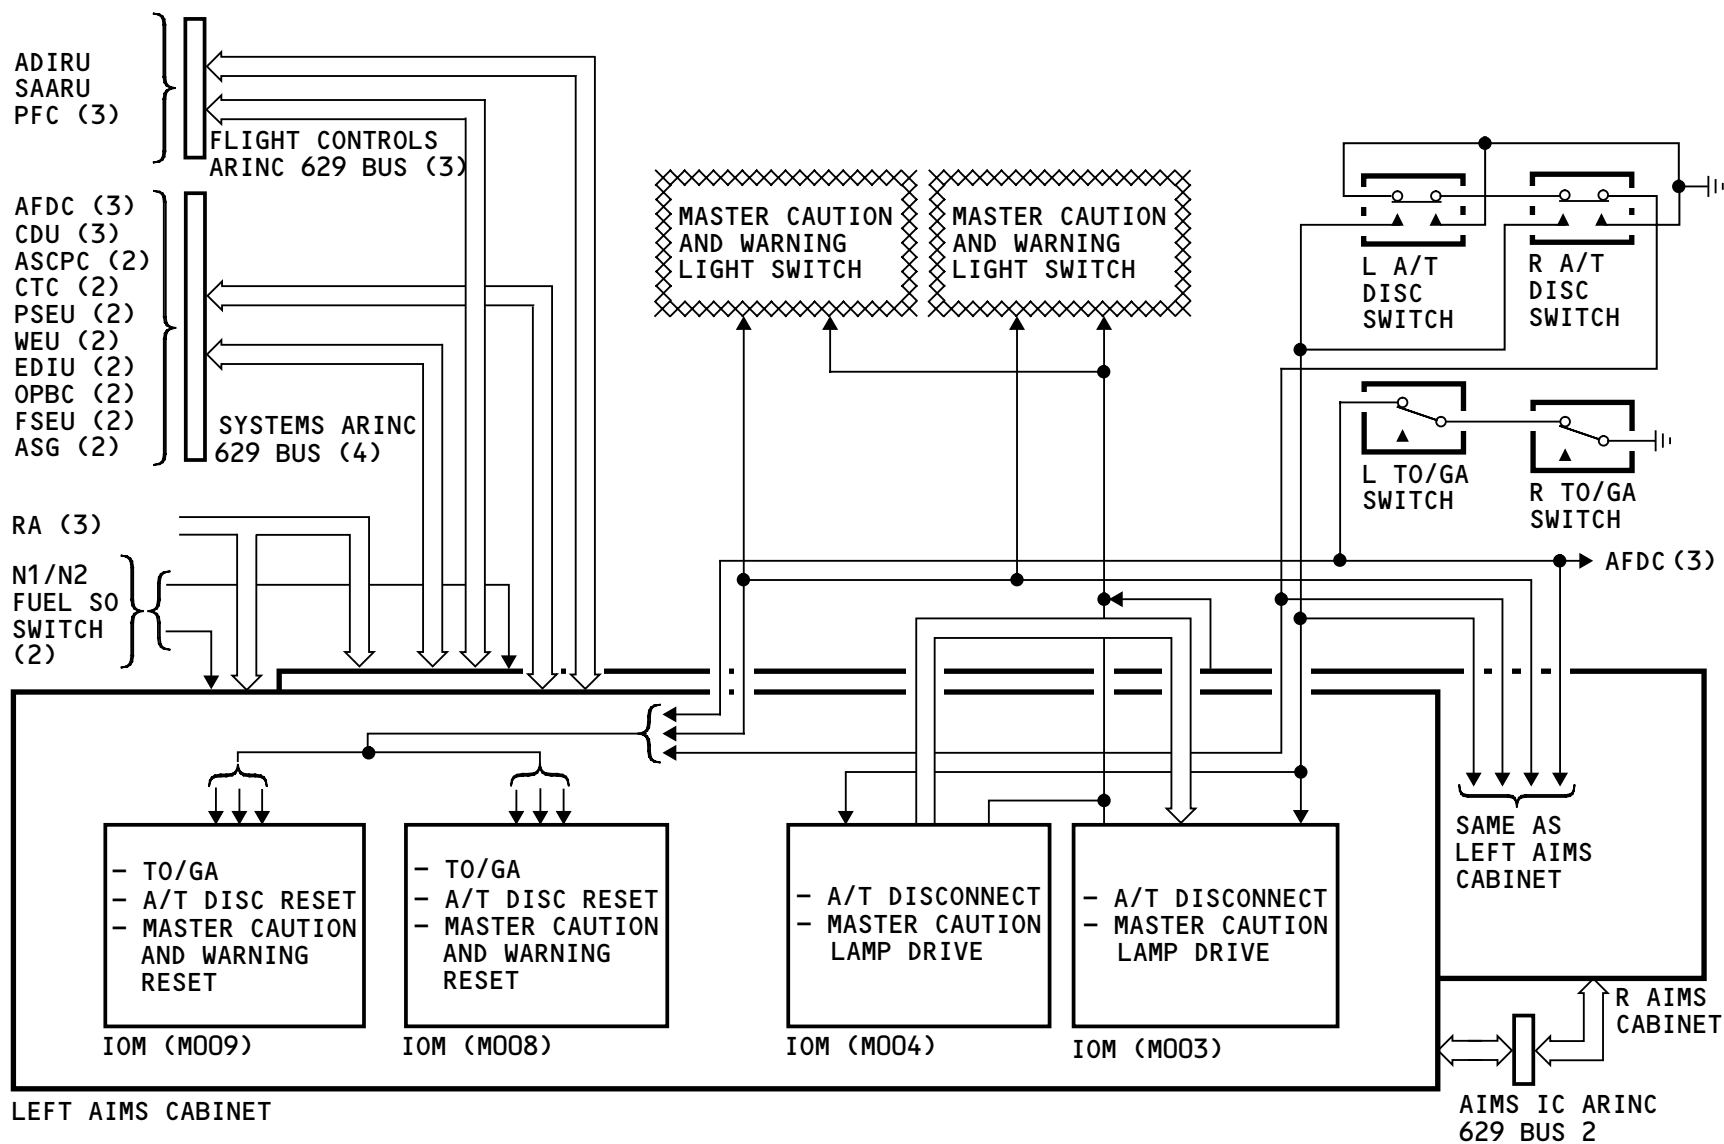 ADIRU
SAARU
PFC (3)
FLIGHT CONTROLS
ARINC 629 BUS (3)
AFDC (3)
CDU (3)
ASCPC (2)
CTC (2)
PSEU (2)
WEU (2)
EDIU (2)
OPBC (2)
FSEU (2)
ASG (2)
SYSTEMS ARINC
629 BUS (4)
RA (3)
N1/N2
FUEL SO
SWITCH
(2)
MASTER CAUTION
AND WARNING
LIGHT SWITCH
MASTER CAUTION
AND WARNING
LIGHT SWITCH
L A/T
DISC
SWITCH
R A/T
DISC
SWITCH
L TO/GA
SWITCH
R TO/GA
SWITCH
AFDC (3)
- TO/GA
- A/T DISC RESET
- MASTER CAUTION
AND WARNING
RESET
IOM (M009)
- TO/GA
- A/T DISC RESET
- MASTER CAUTION
AND WARNING
RESET
IOM (M008)
- A/T DISCONNECT
- MASTER CAUTION
LAMP DRIVE
IOM (M004)
- A/T DISCONNECT
- MASTER CAUTION
LAMP DRIVE
IOM (M003)
SAME AS
LEFT AIMS
CABINET
R AIMS
CABINET
LEFT AIMS CABINET
AIMS IC ARINC
629 BUS 2